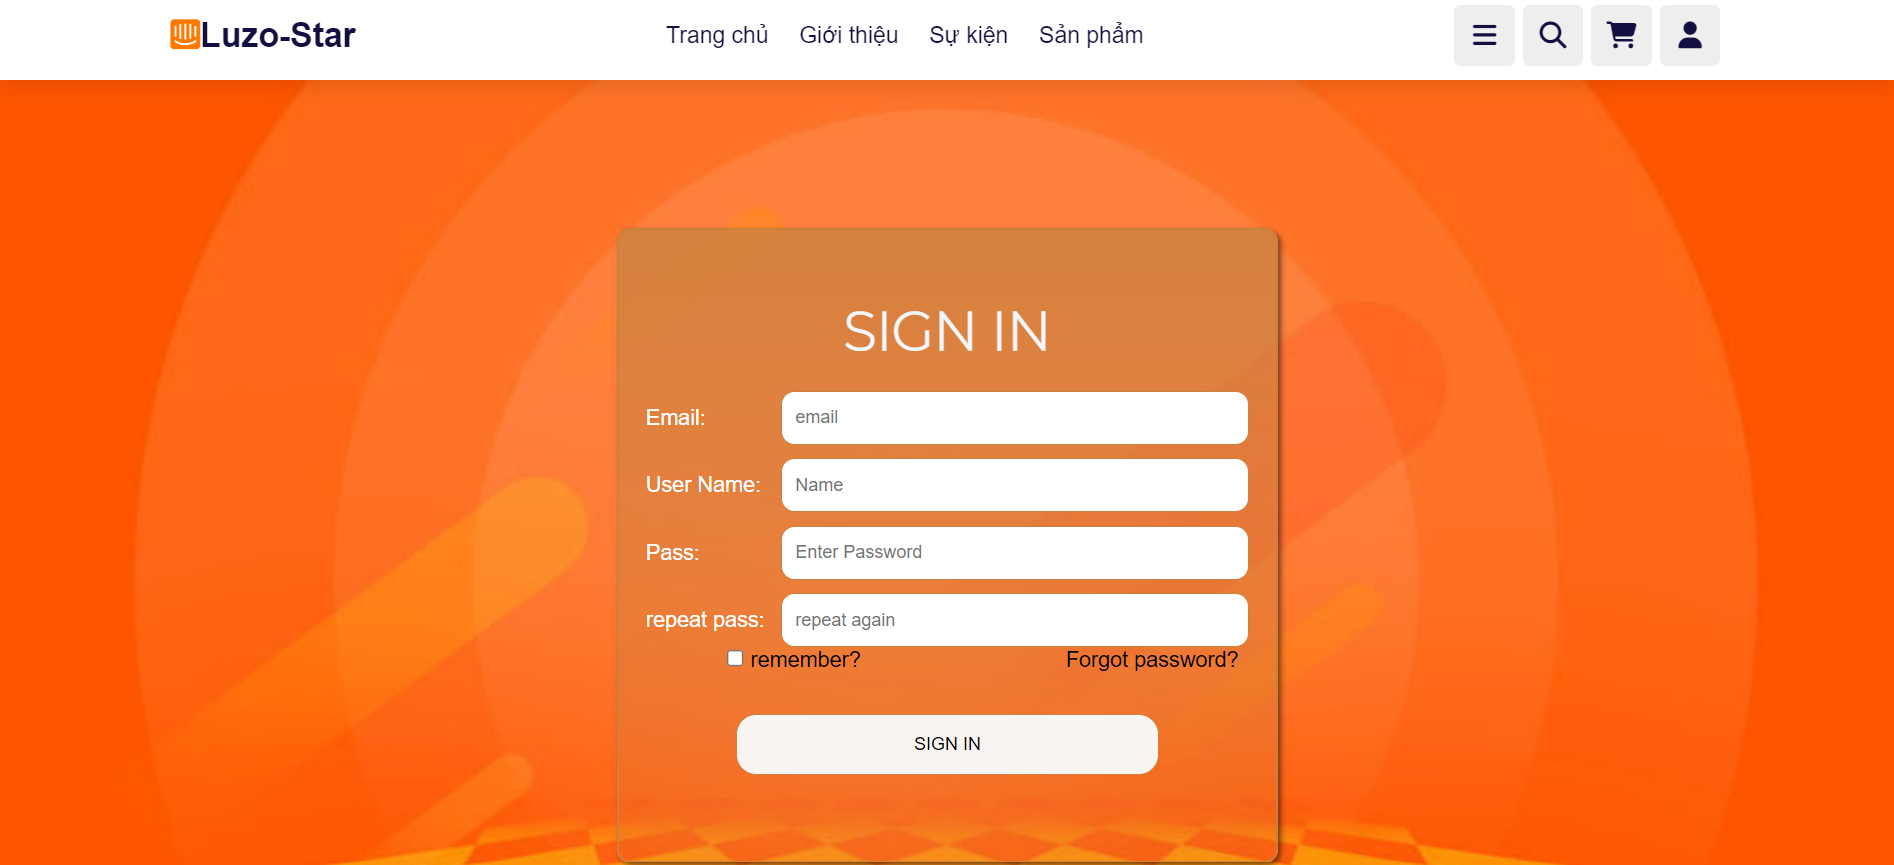 Luzo-Star
Trang chủ Giới thiệu Sự kiện Sản phẩm
SIGN IN
Email: email
User Name: Name
Pass: Enter Password
repeat pass: repeat again
remember? Forgot password?
SIGN IN